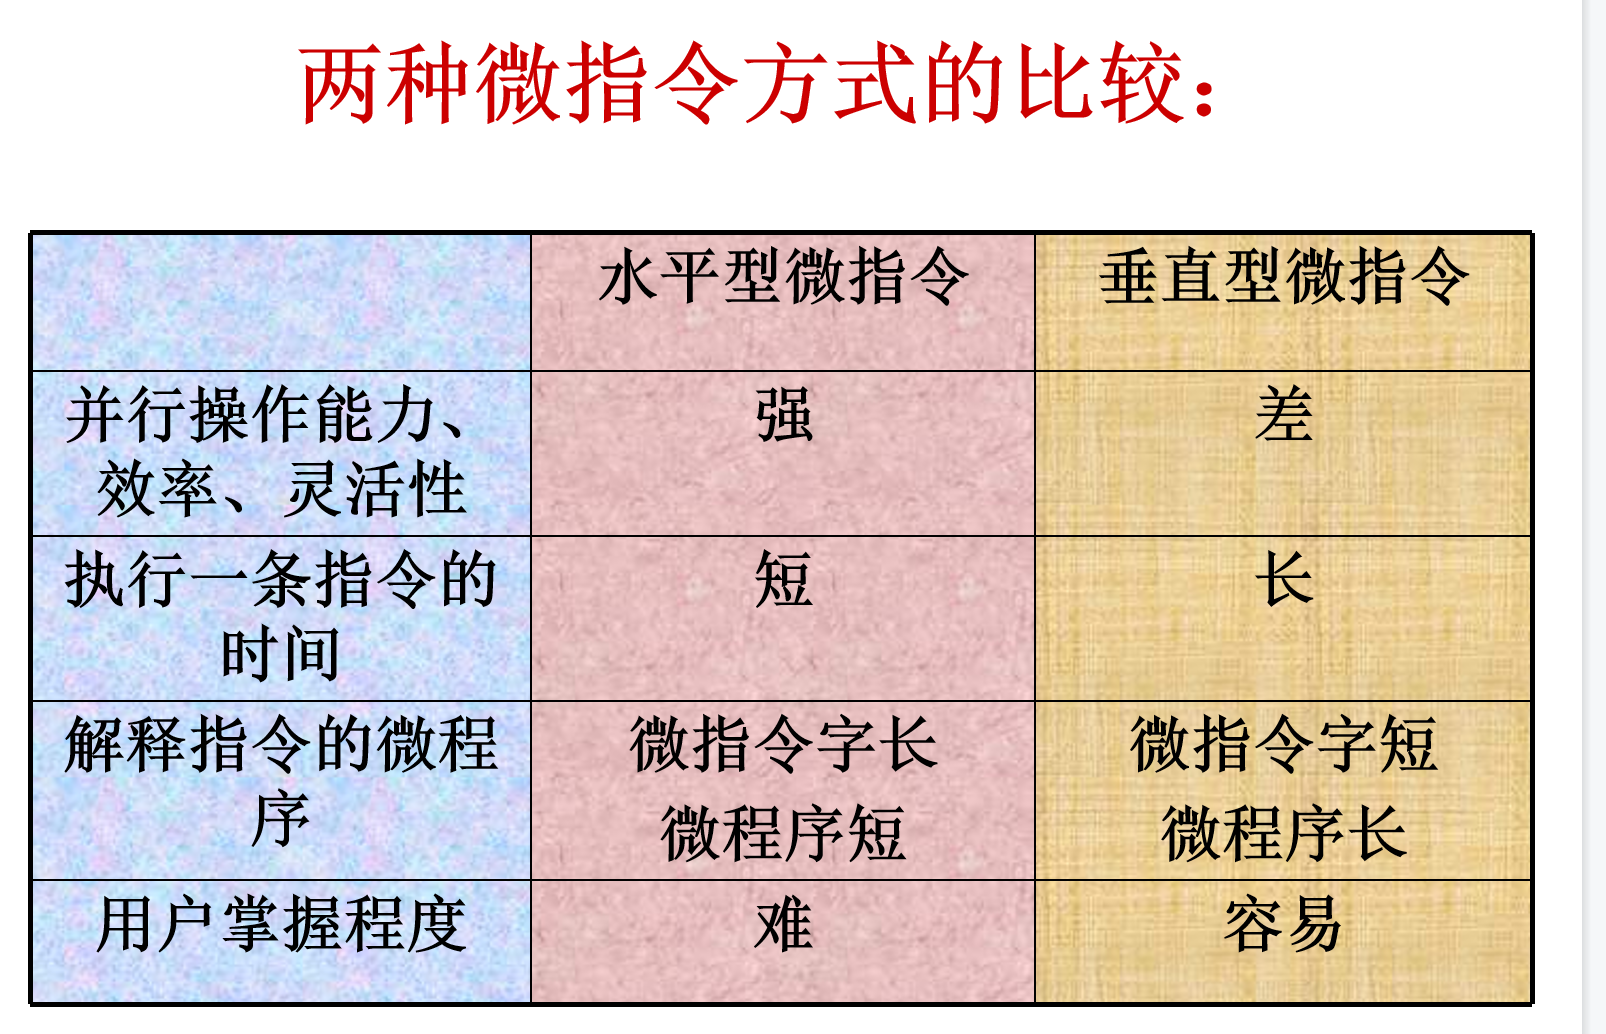 两种微指令方式的比较：
水平型微指令
垂直型微指令
并行操作能力、
效率、灵活性
强
差
执行一条指令的
时间
短
长
解释指令的微程
序
微指令字长
微程序短
微指令字短
微程序长
用户掌握程度
难
容易